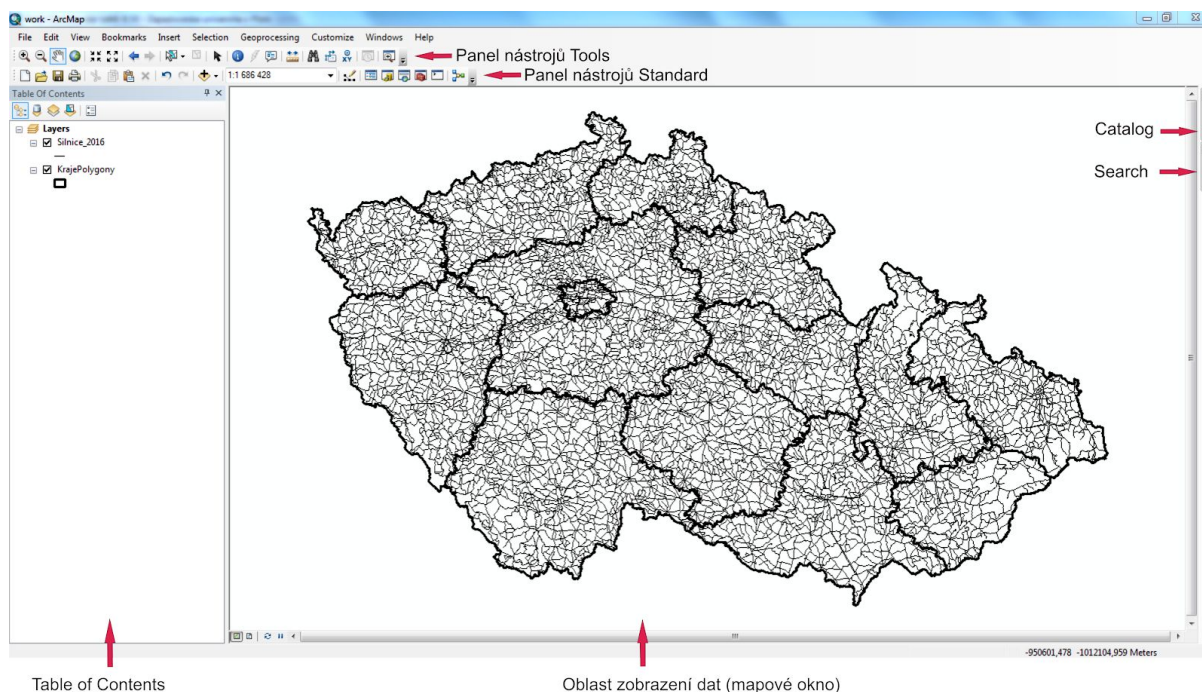 work - ArcMap
File Edit View Bookmarks Insert Selection Geoprocessing Customize Windows Help
Panel nástrojů Tools
1:1 686 428
Panel nástrojů Standard
Table Of Contents
Layers
Silnice_2016
KrajePolygony
Catalog
Search
-950601,478 -1012104,959 Meters
Table of Contents
Oblast zobrazení dat (mapové okno)